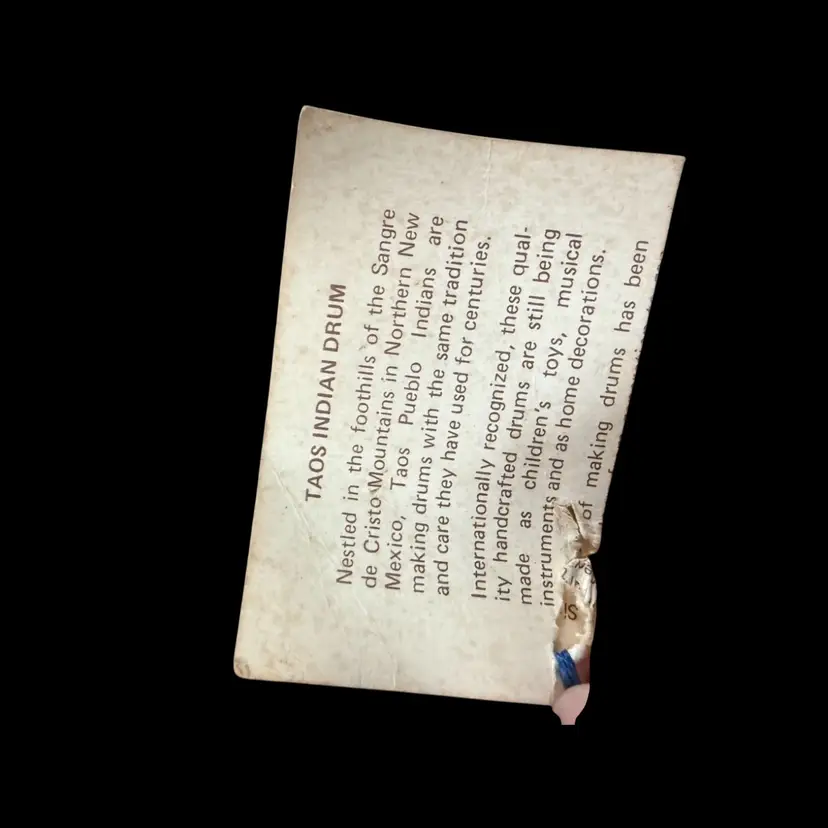 TAOS INDIAN DRUM
Nestled in the foothills of the Sangre
de Cristo Mountains in Northern New
Mexico, Taos Pueblo Indians are
making drums with the same tradition
and care they have used for centuries.
Internationally recognized, these qual-
ity handcrafted drums are still being
made as children's toys, musical
instruments and as home decorations.
of making drums has been